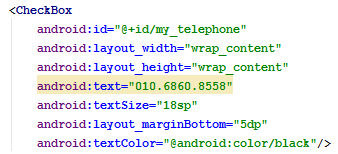 <CheckBox
android:id="@+id/my_telephone"
android:layout_width="wrap_content"
android:layout_height="wrap_content"
android:text="010.6860.8558"
android:textSize="18sp"
android:layout_marginBottom="5dp"
android:textColor="@android:color/black"/>